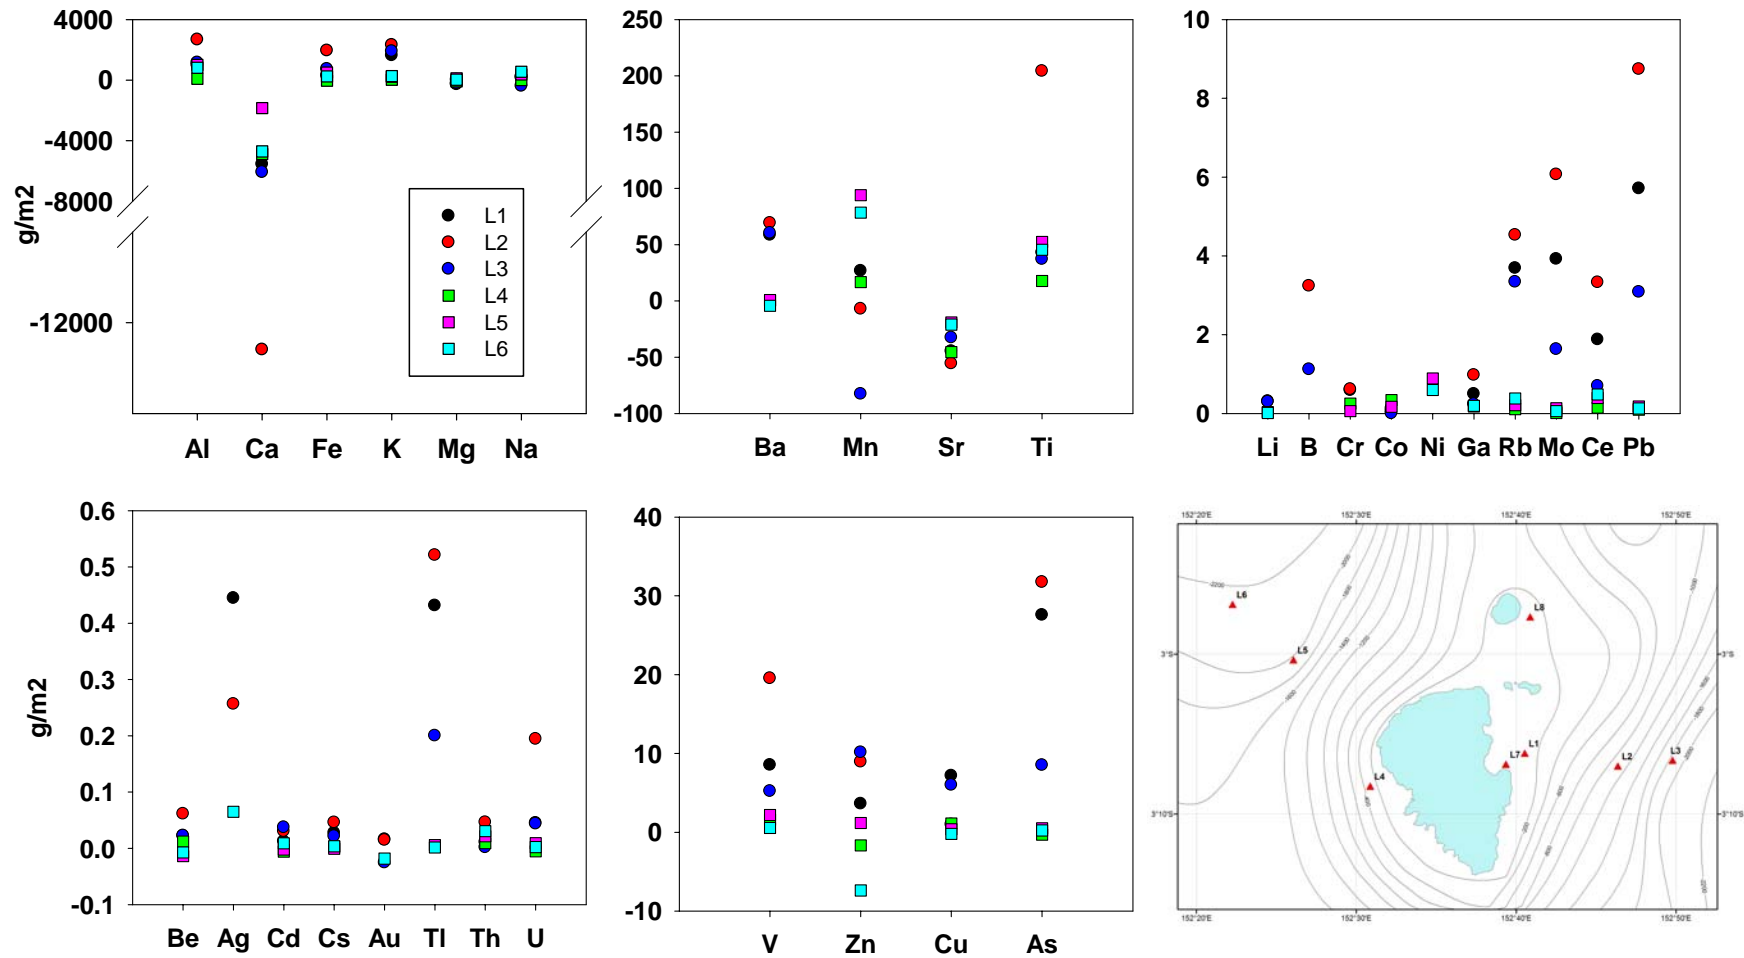 4000
0
-4000
-8000
-12000
g/m2
L1
L2
L3
L4
L5
L6
Al Ca Fe K Mg Na
250
200
150
100
50
0
-50
-100
Ba Mn Sr Ti
10
8
6
4
2
0
Li B Cr Co Ni Ga Rb Mo Ce Pb
0.6
0.5
0.4
0.3
0.2
0.1
0.0
-0.1
g/m2
Be Ag Cd Cs Au Tl Th U
40
30
20
10
0
-10
V Zn Cu As
152°20'E 152°30'E 152°40'E 152°50'E
L6
L8
3°S L5 3°S
L7 L1
L2 L3
L4
3°10'S 3°10'S
152°20'E 152°30'E 152°40'E 152°50'E